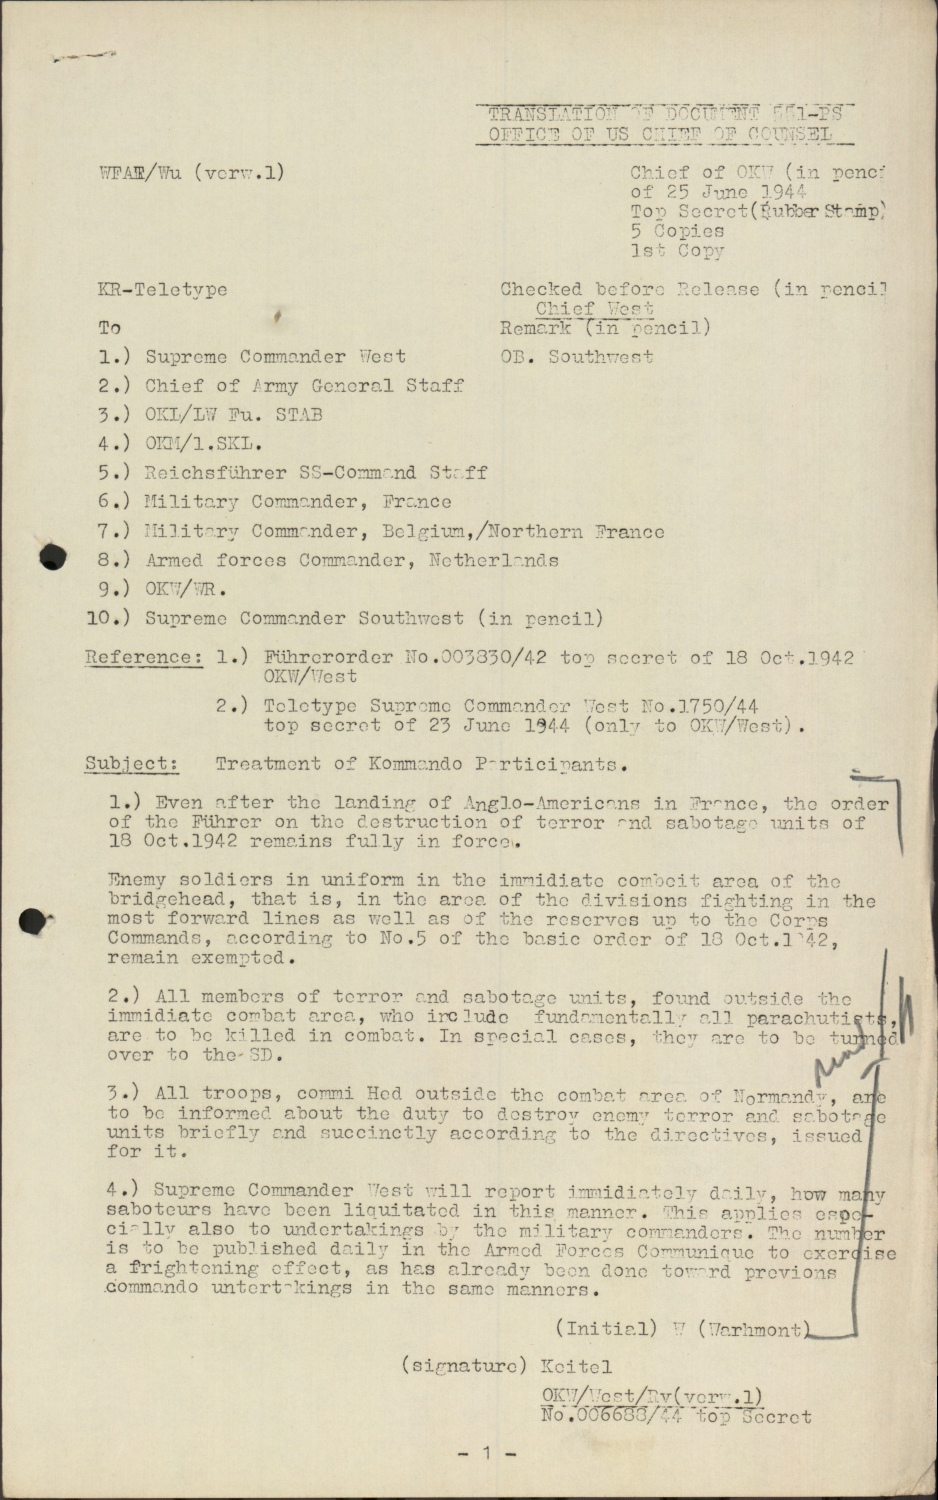 TRANSLATION OF DOCUMENT 551-PS
OFFICE OF US CHIEF OF COUNSEL
WFAE/Wu (verw.1)
Chief of OKW (in penci
of 25 June 1944
Top Secret(Rubber Stamp)
5 Copies
1st Copy
KR-Teletype
Checked before Release (in pencil
Chief West
To
Remark (in pencil)
1.) Supreme Commander West
OB. Southwest
2.) Chief of Army General Staff
3.) OKL/LW Fu. STAB
4.) OKM/1.SKL.
5.) Reichsführer SS-Command Staff
6.) Military Commander, France
7.) Military Commander, Belgium,/Northern France
8.) Armed forces Commander, Netherlands
9.) OKW/WR.
10.) Supreme Commander Southwest (in pencil)
Reference: 1.) Führerorder No.003830/42 top secret of 18 Oct.1942
OKW/West
2.) Teletype Supreme Commander West No.1750/44
top secret of 23 June 1944 (only to OKW/West).
Subject: Treatment of Kommando Participants.
1.) Even after the landing of Anglo-Americans in France, the order
of the Führer on the destruction of terror and sabotage units of
18 Oct.1942 remains fully in force.
Enemy soldiers in uniform in the immidiate combeit area of the
bridgehead, that is, in the area of the divisions fighting in the
most forward lines as well as of the reserves up to the Corps
Commands, according to No.5 of the basic order of 18 Oct.1942,
remain exempted.
2.) All members of terror and sabotage units, found outside the
immidiate combat area, who include fundamentally all parachutists,
are to be killed in combat. In special cases, they are to be turned
over to the SD.
3.) All troops, commi Hed outside the combat area of Normandy, are
to be informed about the duty to destroy enemy terror and sabotage
units briefly and succinctly according to the directives, issued
for it.
4.) Supreme Commander West will report immidiately daily, how many
saboteurs have been liquitated in this manner. This applies espe-
cially also to undertakings by the military commanders. The number
is to be published daily in the Armed Forces Communique to exercise
a frightening effect, as has already been done toward previons
commando untertakings in the same manners.
(Initial) W (Warhmont)
(signature) Keitel
OKW/West/Rv(verw.1)
No.006688/44 top Secret
- 1 -